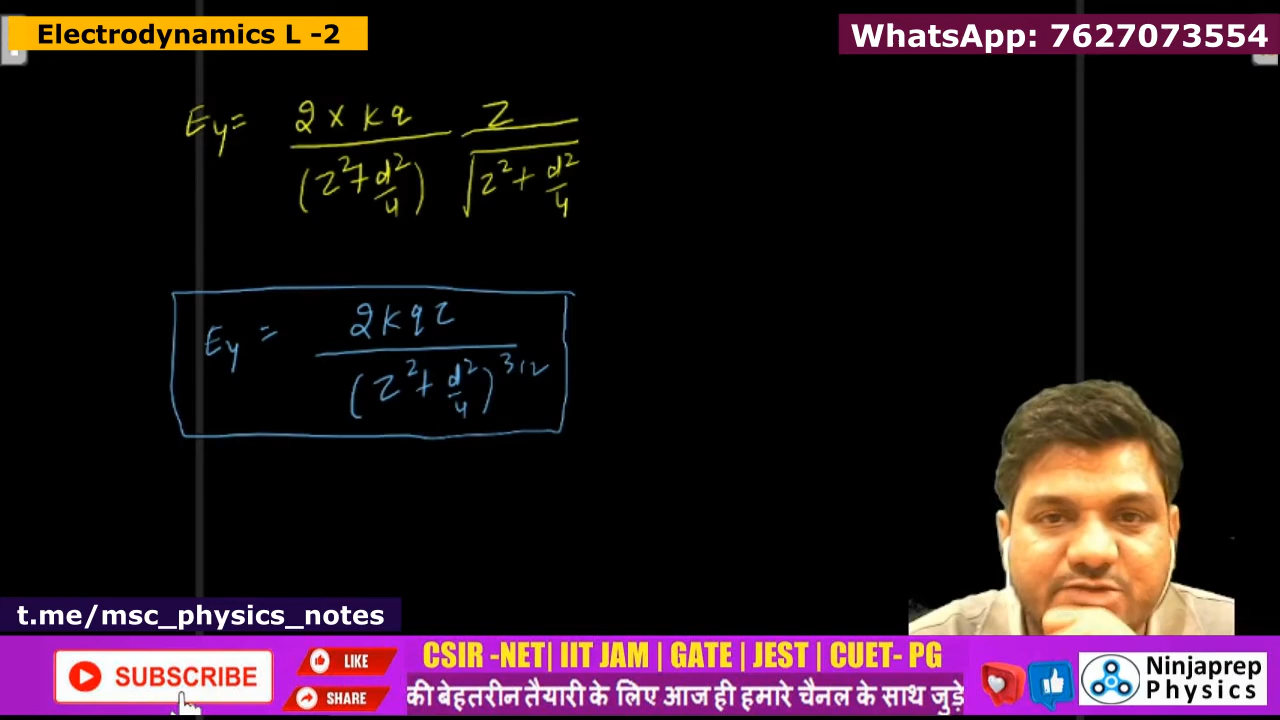 Electrodynamics L -2
WhatsApp: 7627073554
Ey= 2 × kq / (z²+d²/4) z / √z²+d²/4
Ey = 2kqz / (z²+d²/4)^3/2
t.me/msc_physics_notes
SUBSCRIBE
LIKE
SHARE
CSIR -NET| IIT JAM | GATE | JEST | CUET- PG
की बेहतरीन तैयारी के लिए आज ही हमारे चैनल के साथ जुड़े
Ninjaprep
Physics